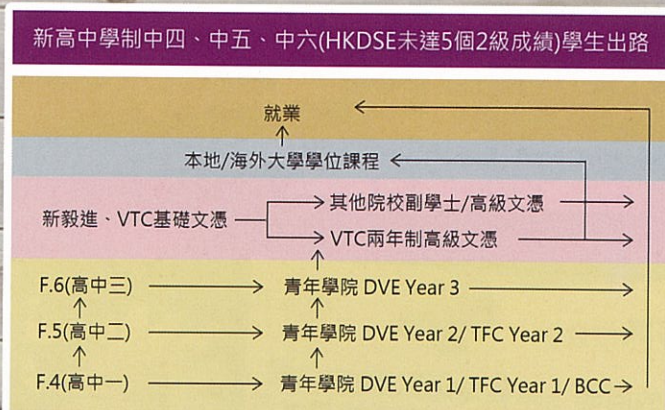 新高中學制中四、中五、中六(HKDSE未達5個2級成績)學生出路
就業
本地/海外大學學位課程
新毅進、VTC基礎文憑
其他院校副學士/高級文憑
VTC兩年制高級文憑
F.6(高中三)
青年學院 DVE Year 3
F.5(高中二)
青年學院 DVE Year 2/ TFC Year 2
F.4(高中一)
青年學院 DVE Year 1/ TFC Year 1/ BCC